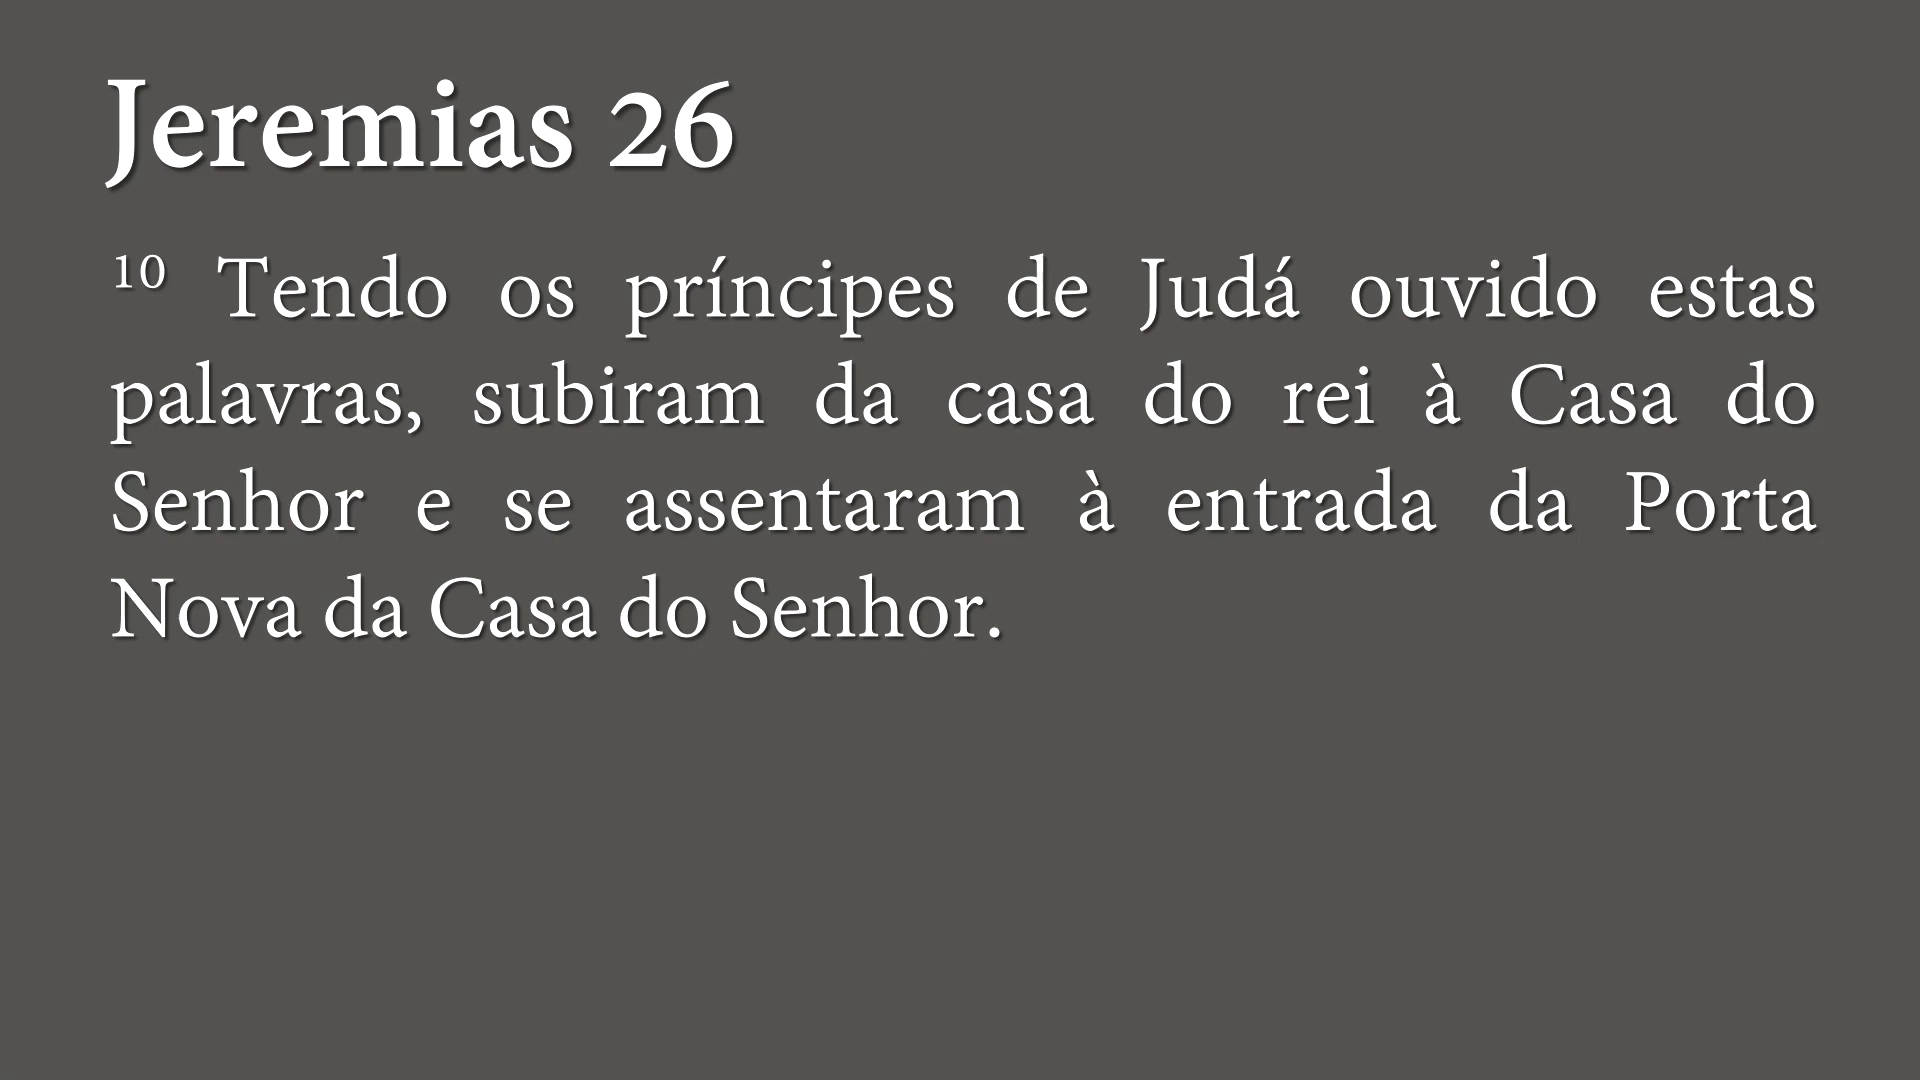 Jeremias 26
¹⁰ Tendo os príncipes de Judá ouvido estas
palavras, subiram da casa do rei à Casa do
Senhor e se assentaram à entrada da Porta
Nova da Casa do Senhor.